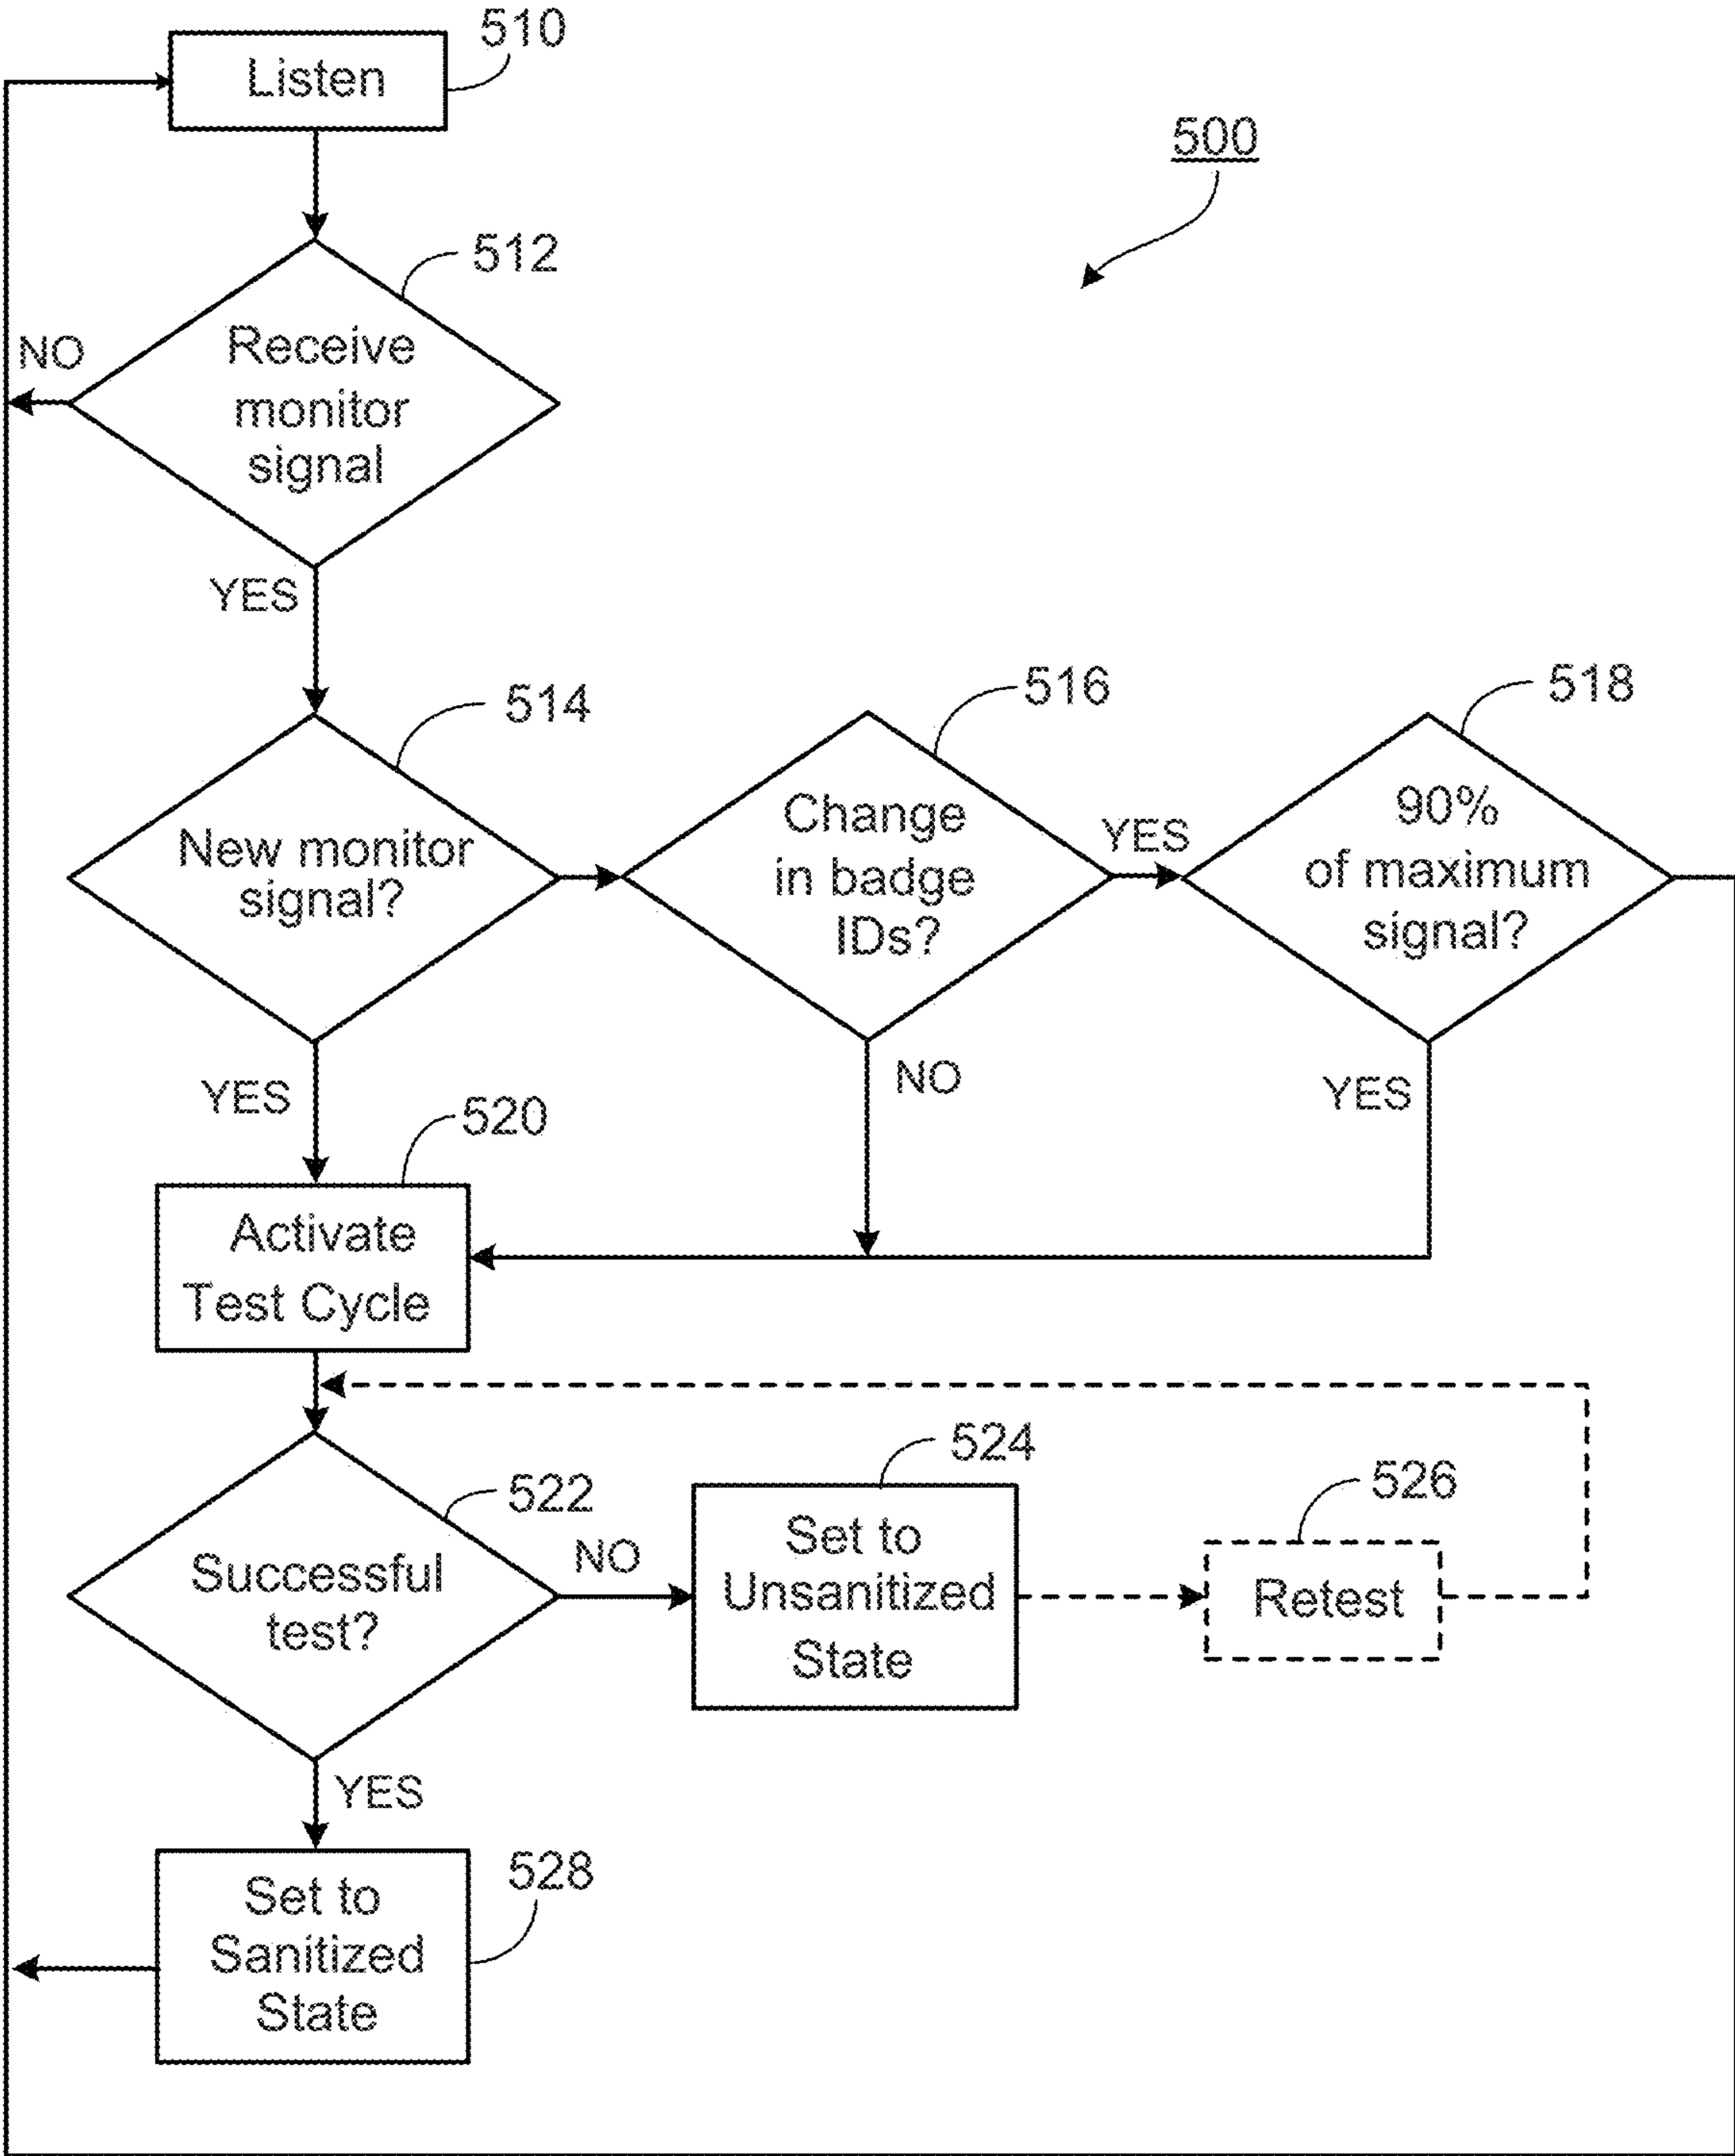 510
Listen
500
512
NO
Receive
monitor
signal
YES
514
516
518
New monitor
signal?
Change
in badge
IDs?
YES
90%
of maximum
signal?
YES
NO
YES
520
Activate
Test Cycle
522
Successful
test?
NO
524
Set to
Unsanitized
State
526
Retest
YES
528
Set to
Sanitized
State